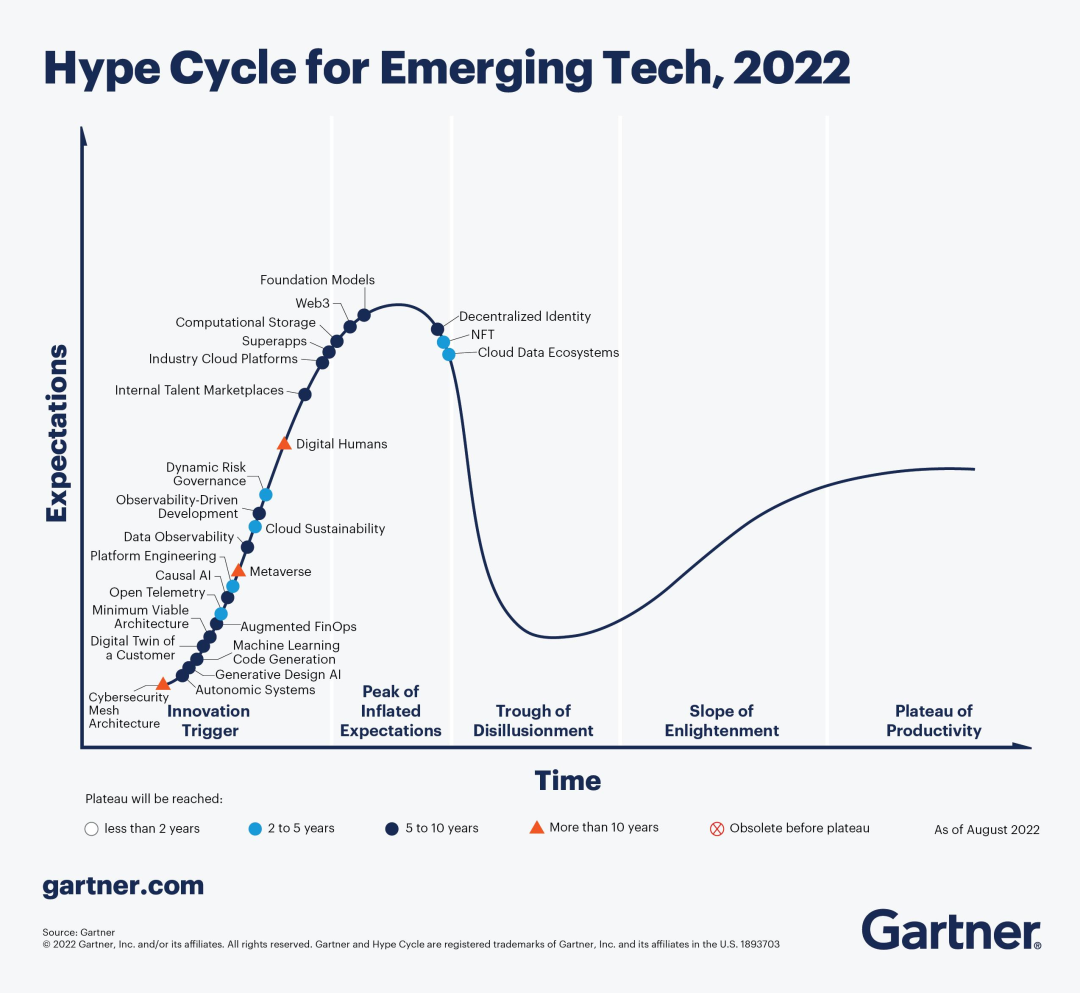 Hype Cycle for Emerging Tech, 2022
Expectations
Foundation Models
Web3
Computational Storage
Superapps
Industry Cloud Platforms
Internal Talent Marketplaces
Decentralized Identity
NFT
Cloud Data Ecosystems
Digital Humans
Dynamic Risk
Governance
Observability-Driven
Development
Cloud Sustainability
Data Observability
Platform Engineering
Metaverse
Causal AI
Open Telemetry
Minimum Viable
Architecture
Augmented FinOps
Digital Twin of
a Customer
Machine Learning
Code Generation
Generative Design AI
Autonomic Systems
Cybersecurity
Mesh
Architecture
Innovation
Trigger
Peak of
Inflated
Expectations
Trough of
Disillusionment
Slope of
Enlightenment
Plateau of
Productivity
Time
Plateau will be reached:
less than 2 years
2 to 5 years
5 to 10 years
More than 10 years
Obsolete before plateau
As of August 2022
gartner.com
Source: Gartner
© 2022 Gartner, Inc. and/or its affiliates. All rights reserved. Gartner and Hype Cycle are registered trademarks of Gartner, Inc. and its affiliates in the U.S. 1893703
Gartner®